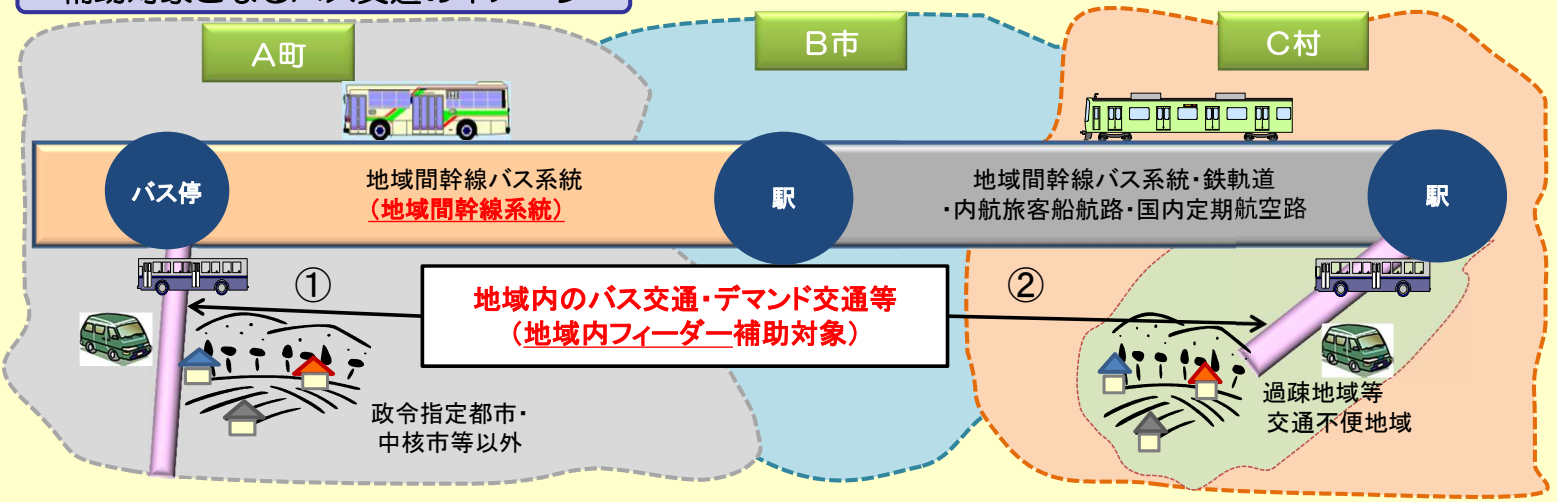 A町
B市
C村
バス停
地域間幹線バス系統
(地域間幹線系統)
駅
地域間幹線バス系統・鉄軌道
・内航旅客船航路・国内定期航空路
駅
①
地域内のバス交通・デマンド交通等
(地域内フィーダー補助対象)
②
政令指定都市・
中核市等以外
過疎地域等
交通不便地域